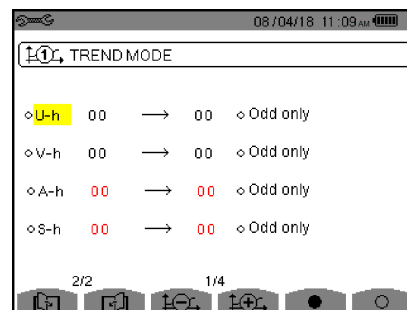 08/04/18 11:09AM
1 TREND MODE
U-h 00 → 00 Odd only
V-h 00 → 00 Odd only
A-h 00 → 00 Odd only
S-h 00 → 00 Odd only
2/2 1/4